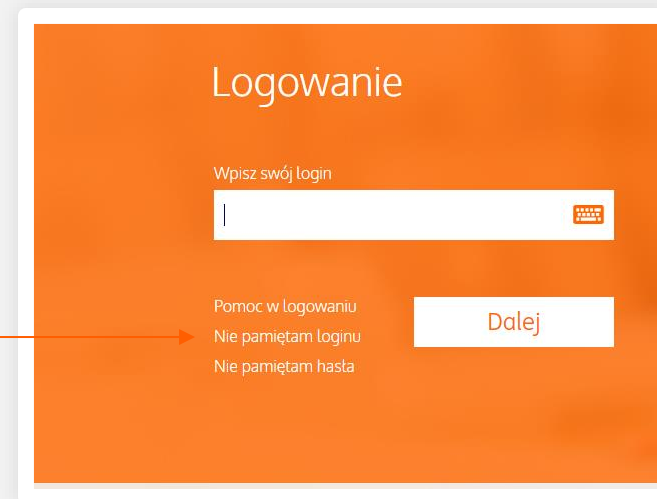 Logowanie
Wpisz swój login
Pomoc w logowaniu
Nie pamiętam loginu
Nie pamiętam hasła
Dalej